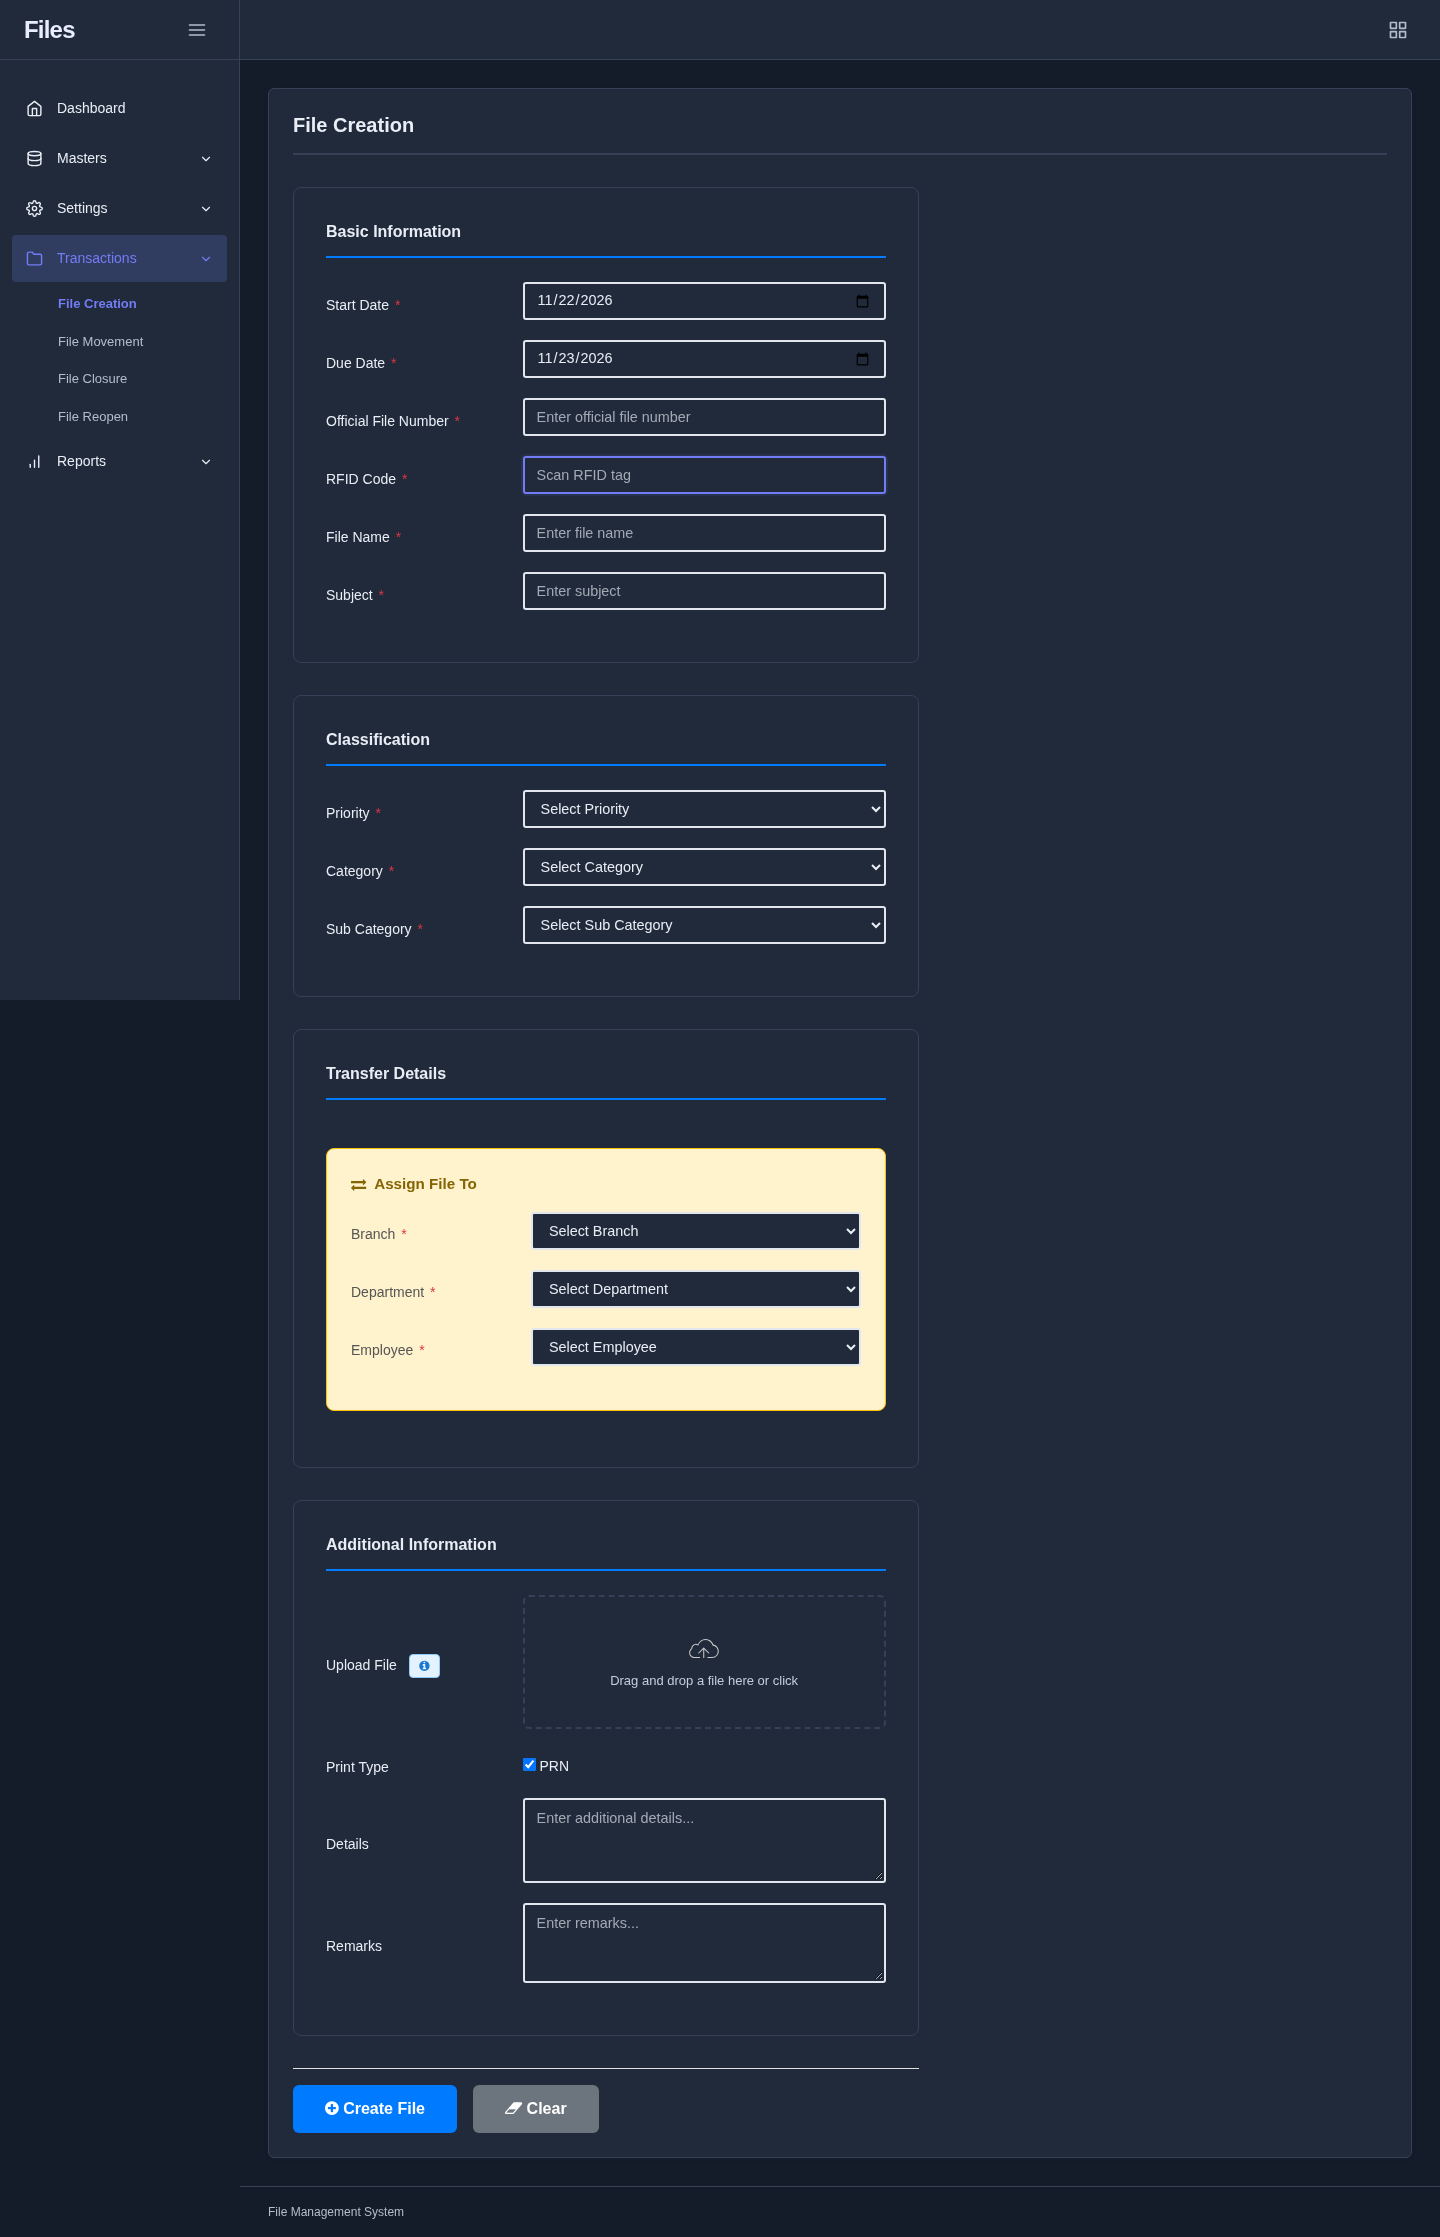 Files
Dashboard
Masters
Settings
Transactions
File Creation
File Movement
File Closure
File Reopen
Reports
File Creation
Basic Information
Start Date *
11/22/2026
Due Date *
11/23/2026
Official File Number *
Enter official file number
RFID Code *
Scan RFID tag
File Name *
Enter file name
Subject *
Enter subject
Classification
Priority *
Select Priority
Category *
Select Category
Sub Category *
Select Sub Category
Transfer Details
Assign File To
Branch *
Select Branch
Department *
Select Department
Employee *
Select Employee
Additional Information
Upload File
Drag and drop a file here or click
Print Type
PRN
Details
Enter additional details...
Remarks
Enter remarks...
Create File
Clear
File Management System